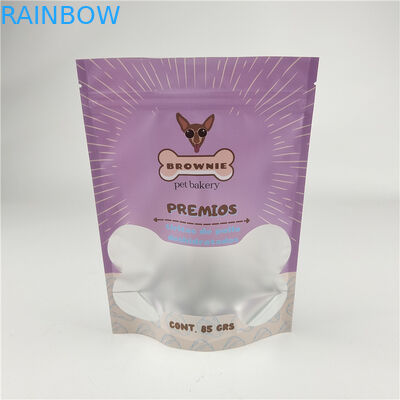 RAINBOW
BROWNIE
pet bakery
PREMIOS
CONT. 85 GRS